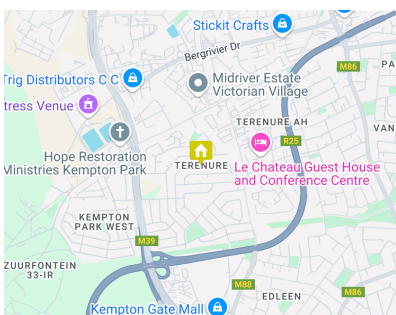 Stickit Crafts
Bergrivier Dr
M86
Trig Distributors C C
Midriver Estate
Victorian Village
PA
tress Venue
TERENURE AH
VAN
R25
Hope Restoration
Ministries Kempton Park
TERENURE
Le Chateau Guest House
and Conference Centre
KEMPTON
PARK WEST
M39
ZUURFONTEIN
33-IR
M88
M86
EDLEEN
Kempton Gate Mall